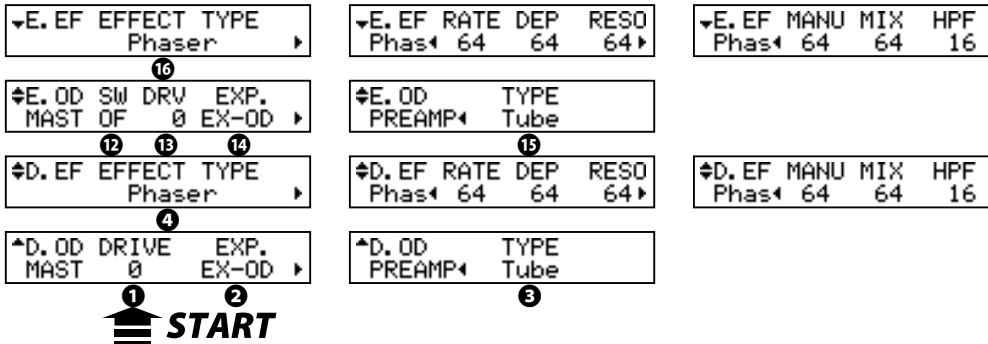 E.EF EFFECT TYPE
Phaser
E.EF RATE DEP RESO
Phas 64 64 64
E.EF MANU MIX HPF
Phas 64 64 16
16
E.OD SW DRV EXP.
MAST OF 0 EX-OD
E.OD TYPE
PREAMP Tube
12 13 14 15
D.EF EFFECT TYPE
Phaser
D.EF RATE DEP RESO
Phas 64 64 64
D.EF MANU MIX HPF
Phas 64 64 16
4
D.OD DRIVE EXP.
MAST 0 EX-OD
D.OD TYPE
PREAMP Tube
1 2 3
START